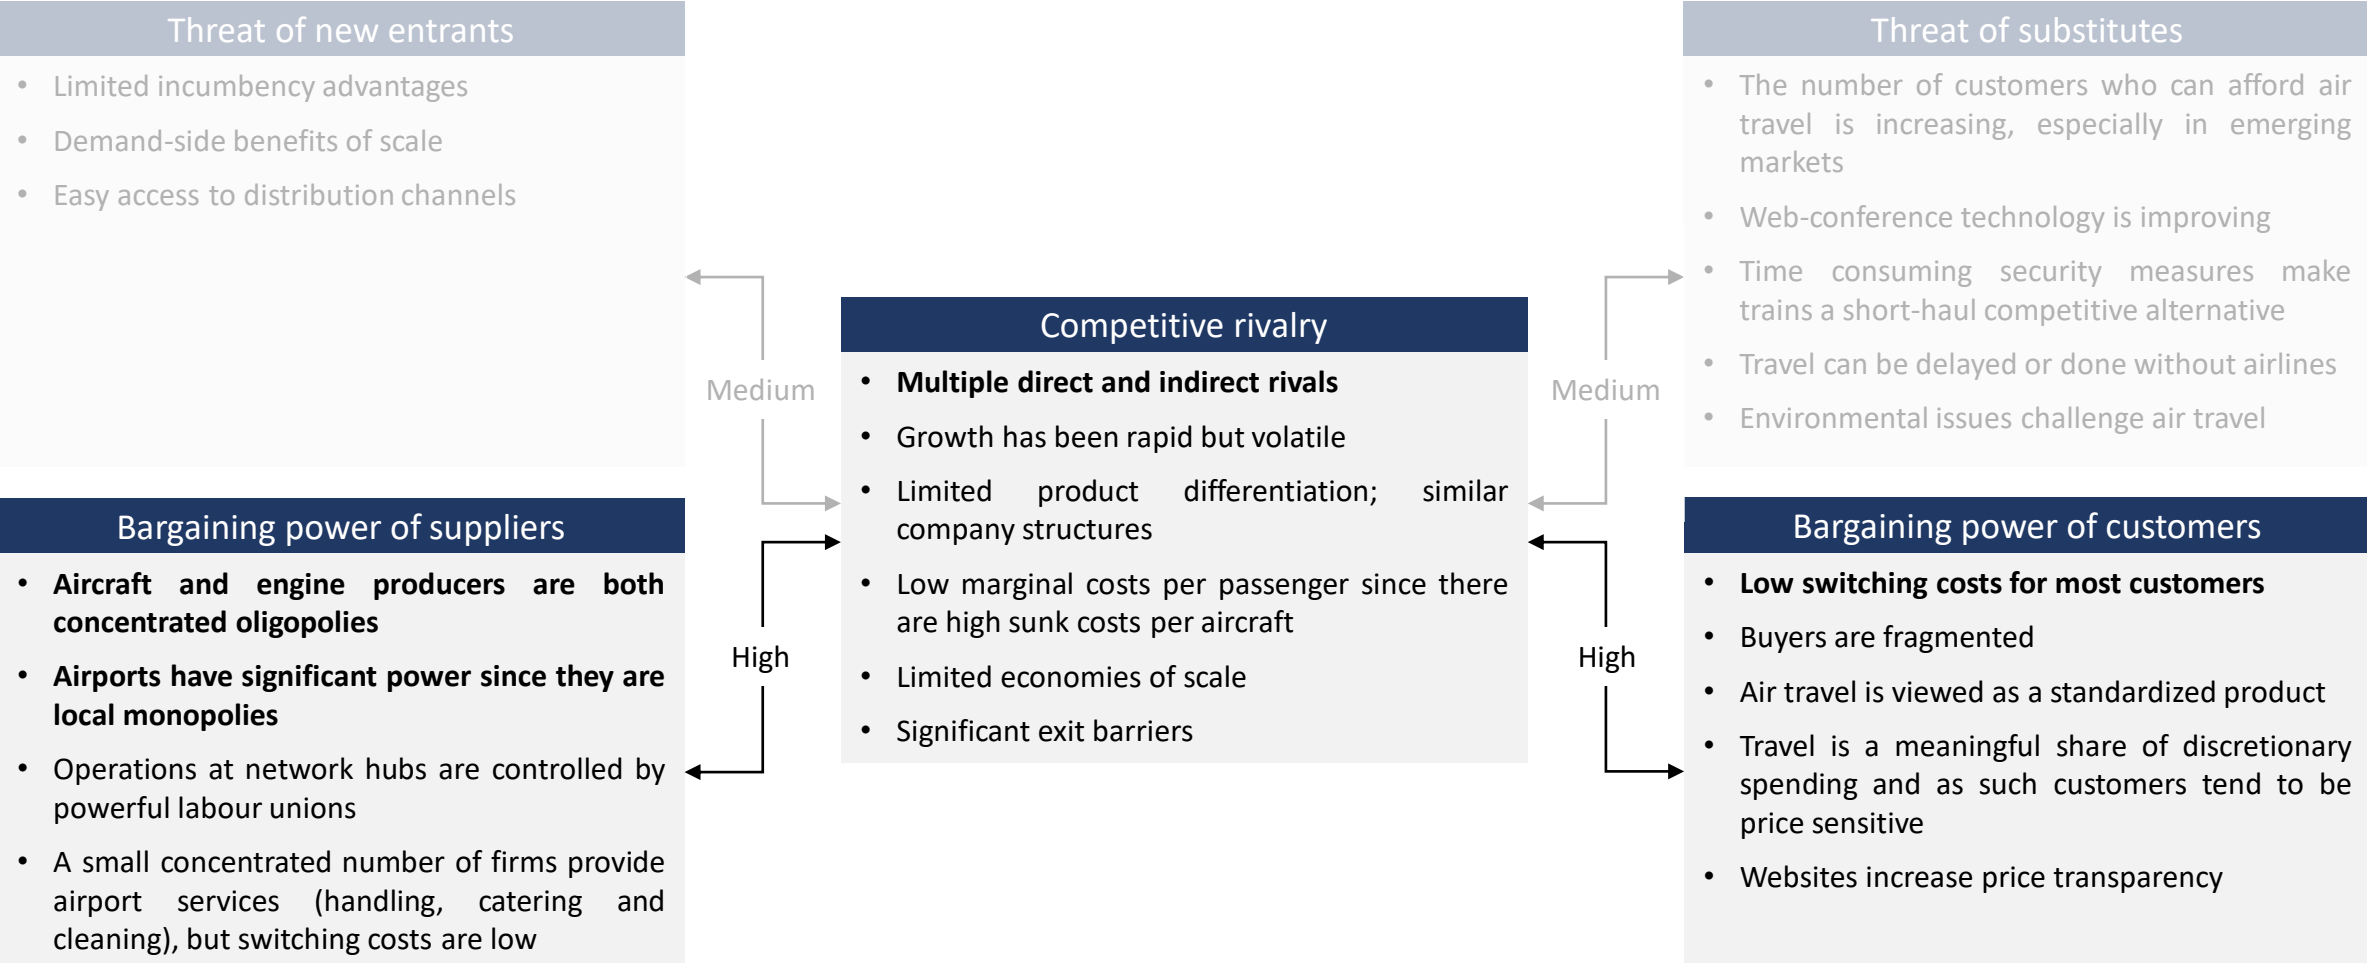 Threat of new entrants
• Limited incumbency advantages
• Demand-side benefits of scale
• Easy access to distribution channels
Threat of substitutes
• The number of customers who can afford air
travel is increasing, especially in emerging
markets
• Web-conference technology is improving
• Time consuming security measures make
trains a short-haul competitive alternative
• Travel can be delayed or done without airlines
• Environmental issues challenge air travel
Medium
Competitive rivalry
• Multiple direct and indirect rivals
• Growth has been rapid but volatile
• Limited product differentiation; similar
company structures
• Low marginal costs per passenger since there
are high sunk costs per aircraft
• Limited economies of scale
• Significant exit barriers
Medium
Bargaining power of suppliers
• Aircraft and engine producers are both
concentrated oligopolies
• Airports have significant power since they are
local monopolies
• Operations at network hubs are controlled by
powerful labour unions
• A small concentrated number of firms provide
airport services (handling, catering and
cleaning), but switching costs are low
High
High
Bargaining power of customers
• Low switching costs for most customers
• Buyers are fragmented
• Air travel is viewed as a standardized product
• Travel is a meaningful share of discretionary
spending and as such customers tend to be
price sensitive
• Websites increase price transparency